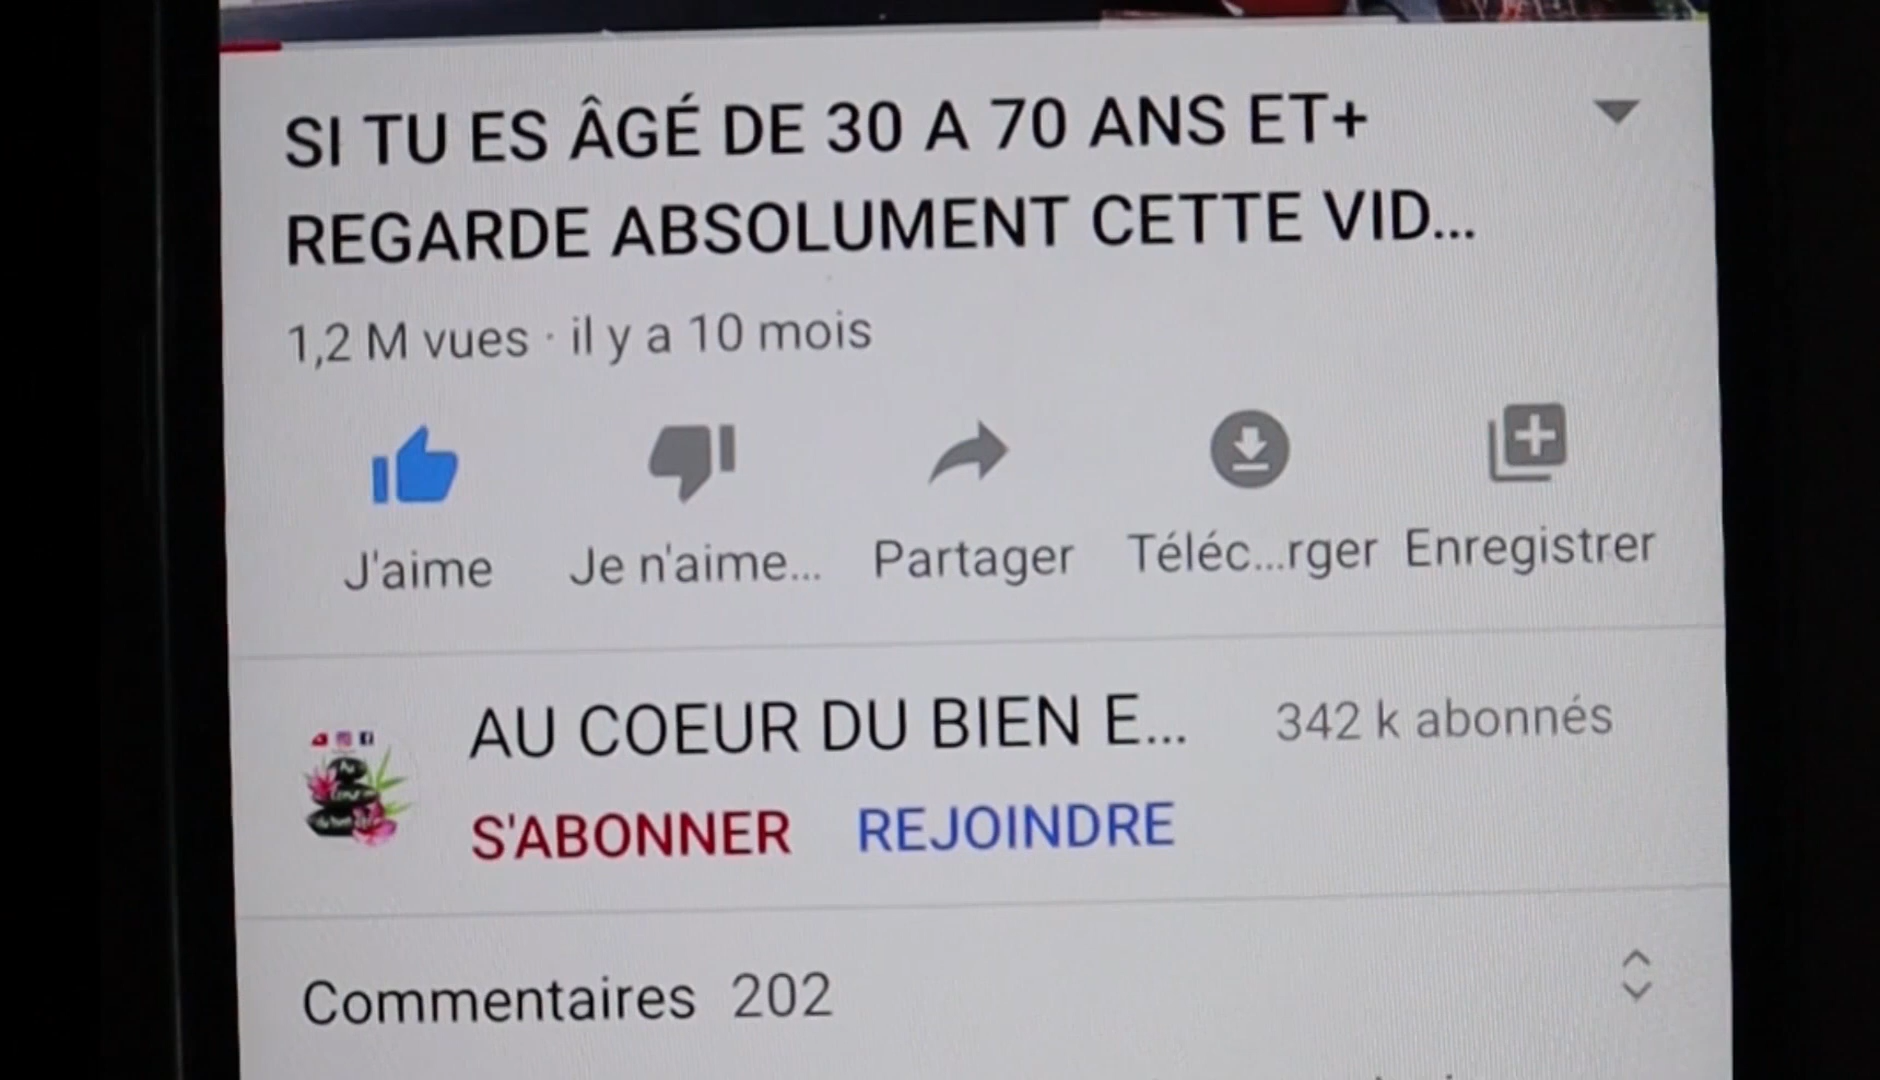 SI TU ES ÂGÉ DE 30 A 70 ANS ET+
REGARDE ABSOLUMENT CETTE VID...
1,2 M vues · il y a 10 mois
J'aime
Je n'aime...
Partager
Téléc...rger
Enregistrer
AU COEUR DU BIEN E...
342 k abonnés
S'ABONNER
REJOINDRE
Commentaires 202